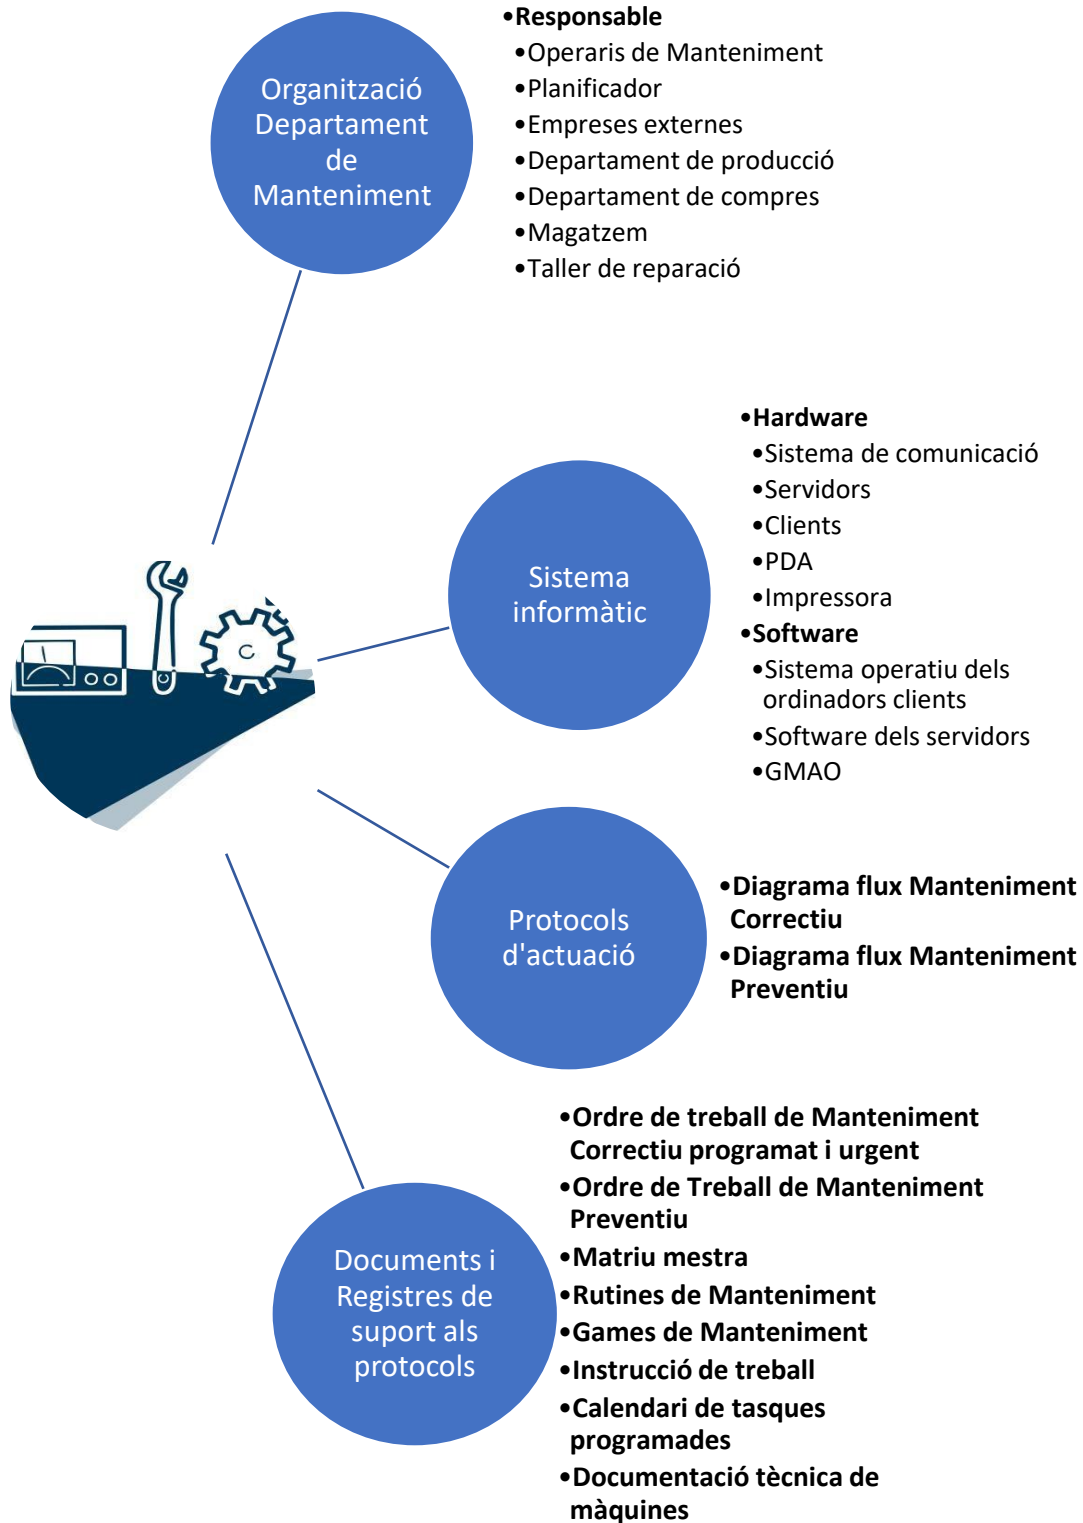 Organització
Departament
de
Manteniment
•Responsable
•Operaris de Manteniment
•Planificador
•Empreses externes
•Departament de producció
•Departament de compres
•Magatzem
•Taller de reparació
Sistema
informàtic
•Hardware
•Sistema de comunicació
•Servidors
•Clients
•PDA
•Impressora
•Software
•Sistema operatiu dels
ordinadors clients
•Software dels servidors
•GMAO
Protocols
d'actuació
•Diagrama flux Manteniment
Correctiu
•Diagrama flux Manteniment
Preventiu
Documents i
Registres de
suport als
protocols
•Ordre de treball de Manteniment
Correctiu programat i urgent
•Ordre de Treball de Manteniment
Preventiu
•Matriu mestra
•Rutines de Manteniment
•Games de Manteniment
•Instrucció de treball
•Calendari de tasques
programades
•Documentació tècnica de
màquines